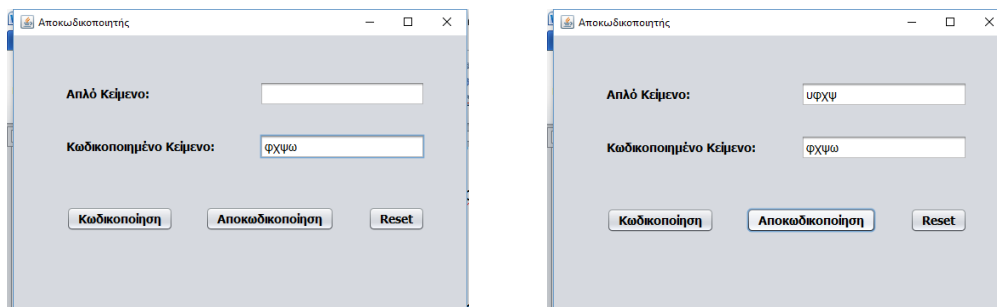 Αποκωδικοποιητής
Απλό Κείμενο:
Κωδικοποιημένο Κείμενο: φχψω
Κωδικοποίηση Αποκωδικοποίηση Reset
Αποκωδικοποιητής
Απλό Κείμενο: υφχψ
Κωδικοποιημένο Κείμενο: φχψω
Κωδικοποίηση Αποκωδικοποίηση Reset